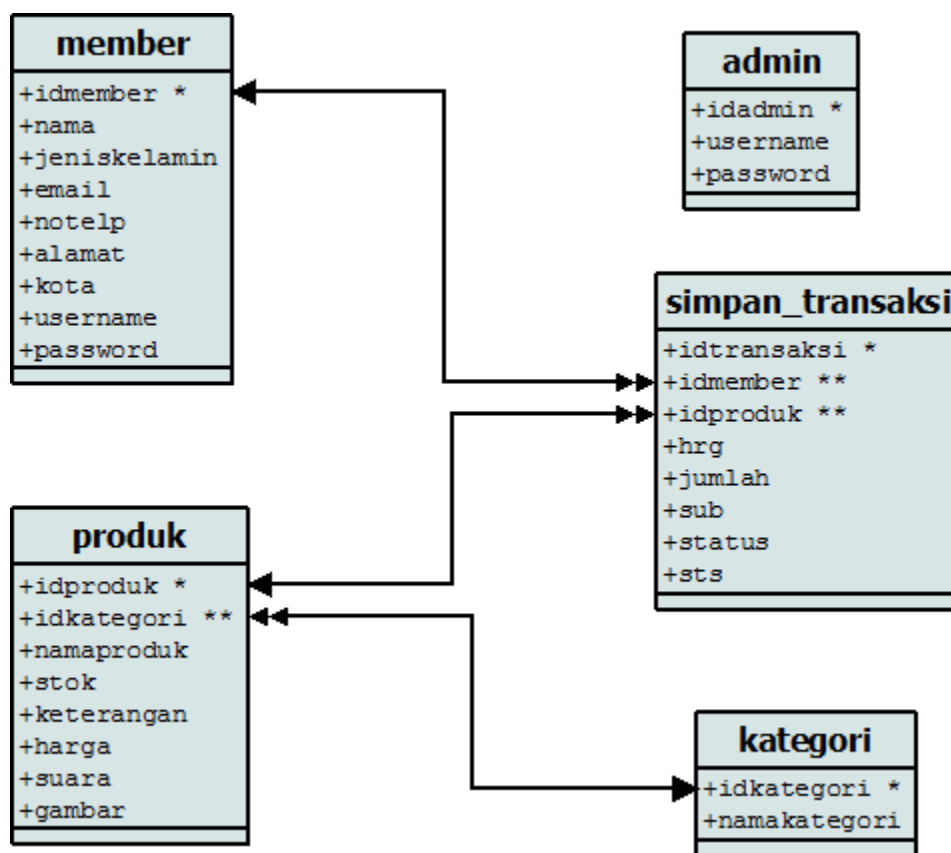 member
+idmember *
+nama
+jeniskelamin
+email
+notelp
+alamat
+kota
+username
+password
admin
+idadmin *
+username
+password
simpan_transaksi
+idtransaksi *
+idmember **
+idproduk **
+hrg
+jumlah
+sub
+status
+sts
produk
+idproduk *
+idkategori **
+namaproduk
+stok
+keterangan
+harga
+suara
+gambar
kategori
+idkategori *
+namakategori